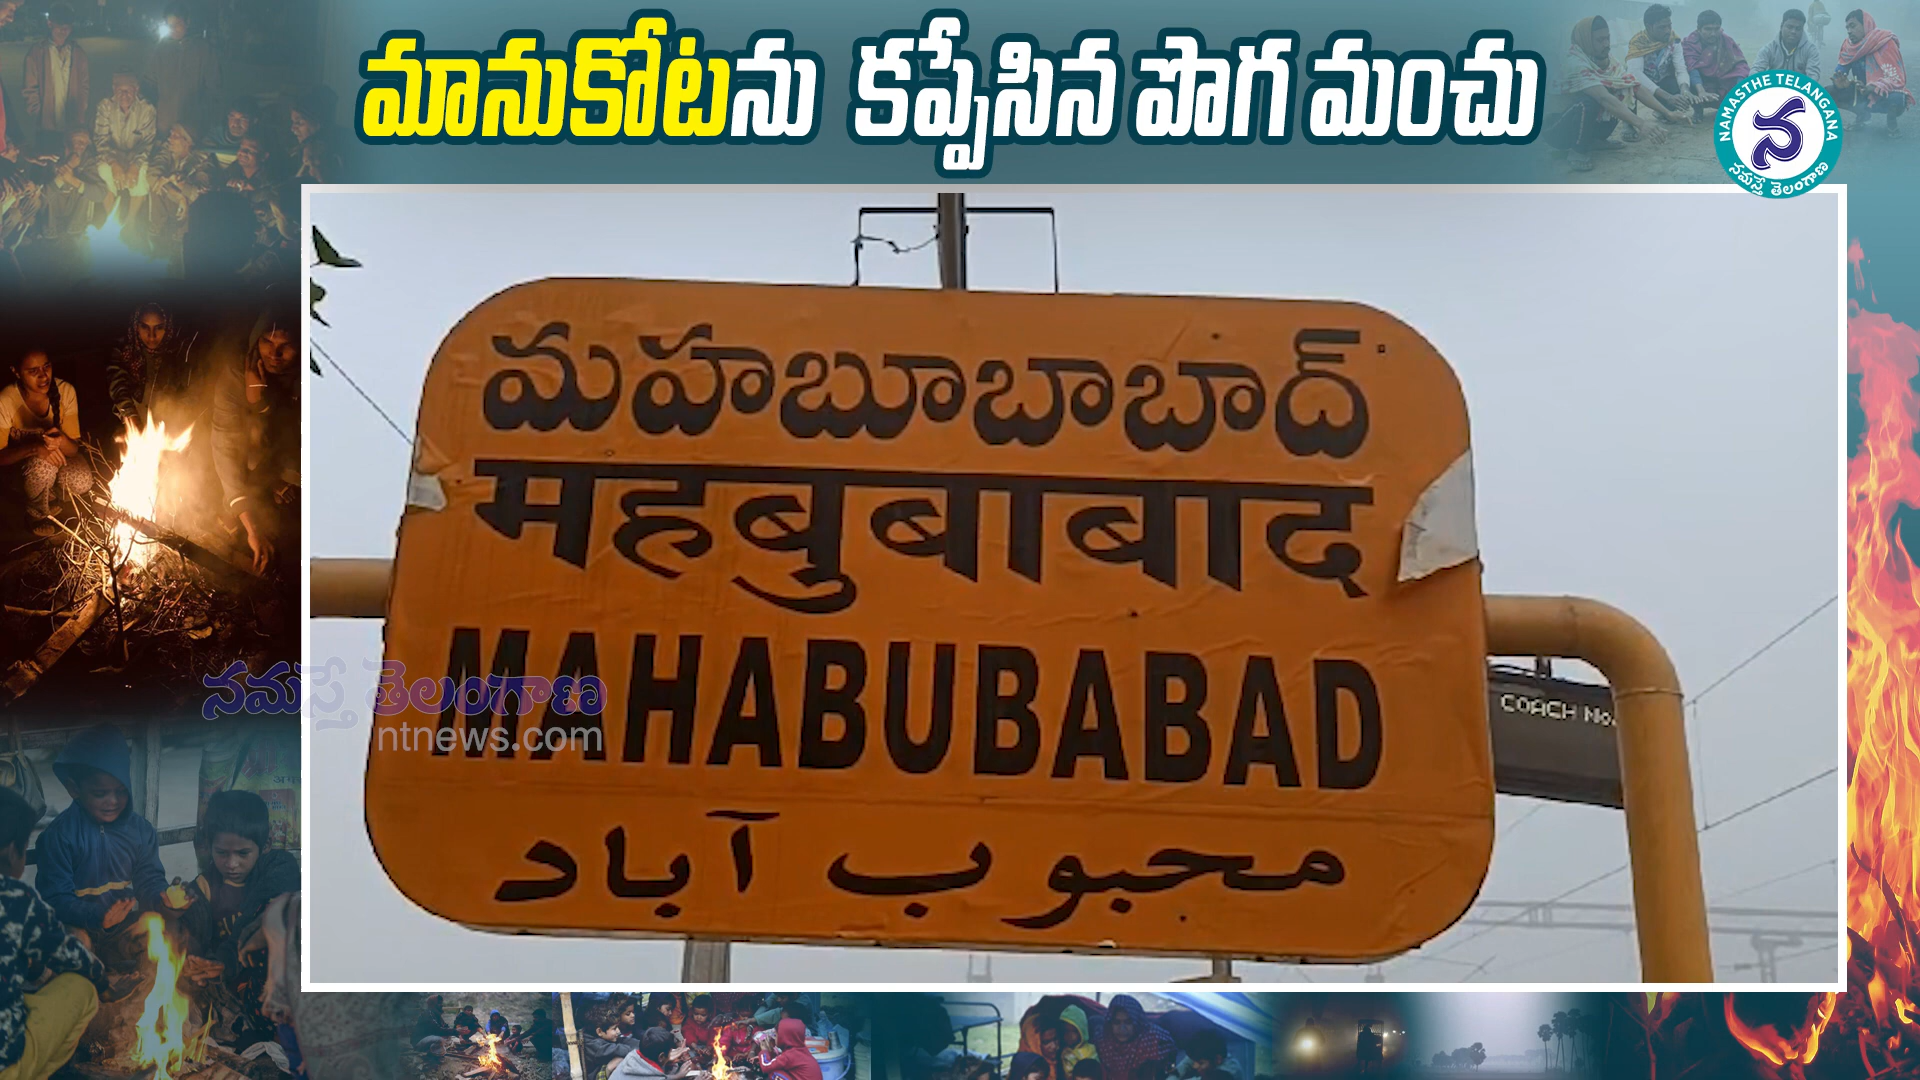 మానుకోటను కప్పేసిన పొగ మంచు
NAMASTHE TELANGANA
న
నమస్తే తెలంగాణ
మహబూబాబాద్
महबुबाबाद
MAHABUBABAD
محبوب آباد
COACH No.
నమస్తే తెలంగాణ
ntnews.com